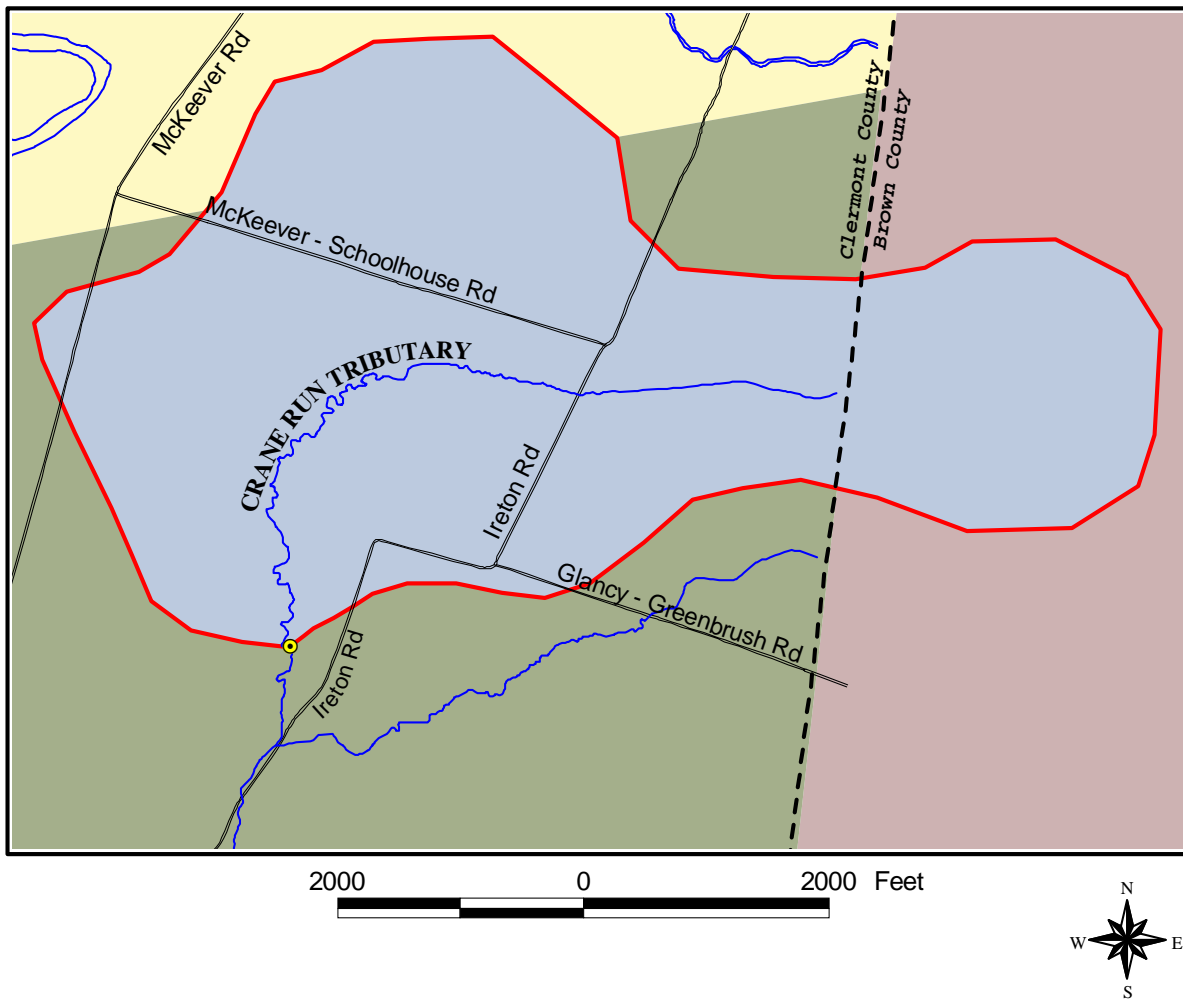 McKeever Rd
Clermont County
Brown County
McKeever - Schoolhouse Rd
CRANE RUN TRIBUTARY
Ireton Rd
Glancy - Greenbrush Rd
Ireton Rd
2000 0 2000 Feet
N
W E
S